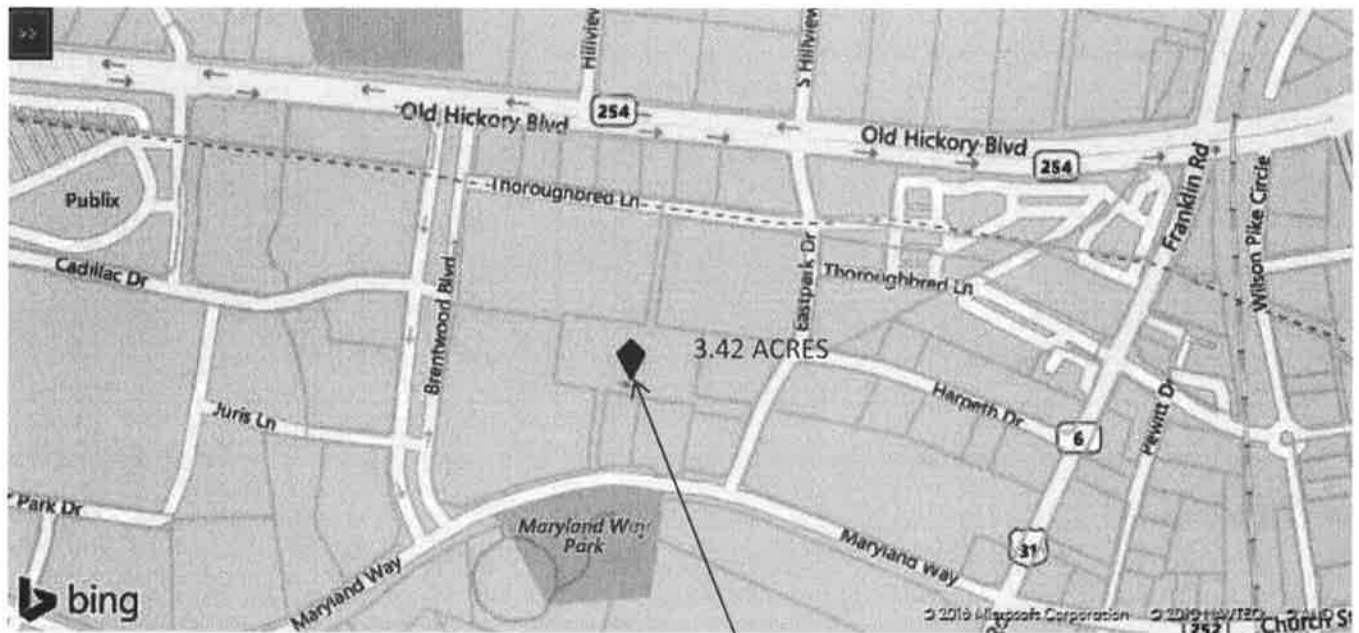 >>
Hillview
S Hillview
Old Hickory Blvd
254
Old Hickory Blvd
254
Franklin Rd
Wilson Pike Circle
Publix
Thoroughbred Ln
Cadillac Dr
Brentwood Blvd
Eastpark Dr
Thoroughbred Ln
3.42 ACRES
Harpeth Dr
Juris Ln
6
Pewitt Dr
Park Dr
Maryland Way
Park
31
Maryland Way
Maryland Way
bing
© 2016 Microsoft Corporation
252
Church St